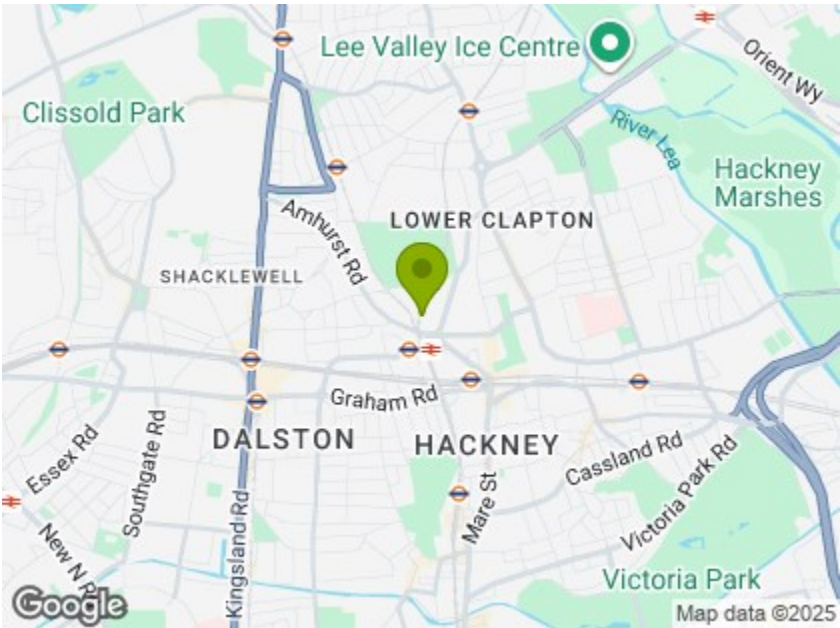 Lee Valley Ice Centre
Orient Wy
Clissold Park
River Lea
Hackney
Marshes
Amhurst Rd
LOWER CLAPTON
SHACKLEWELL
Graham Rd
DALSTON
HACKNEY
Essex Rd
Southgate Rd
Cassland Rd
Victoria Park Rd
Mare St
Kingsland Rd
New N Rd
Victoria Park
Google
Map data ©2025